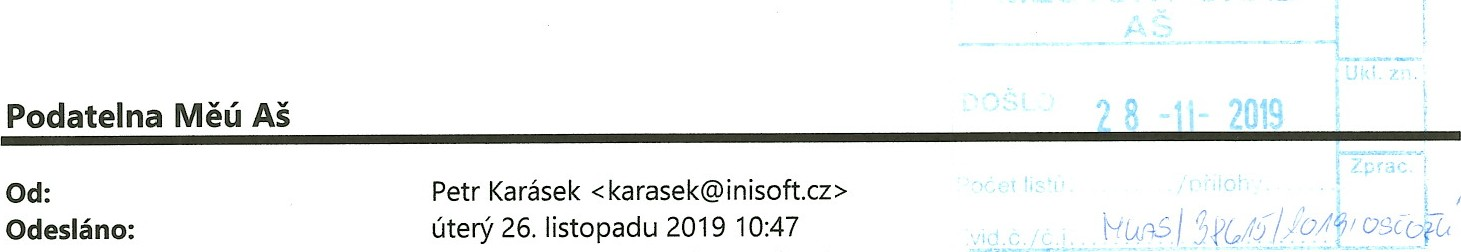 AŠ
Ukl. zn.
DOŠLO 28 -11- 2019
Podatelna Měú Aš
Zprac.
Od: Petr Karásek <karasek@inisoft.cz>
Počet listů. /přílohy
Odesláno: úterý 26. listopadu 2019 10:47
vid.č./č.j. MUAS/